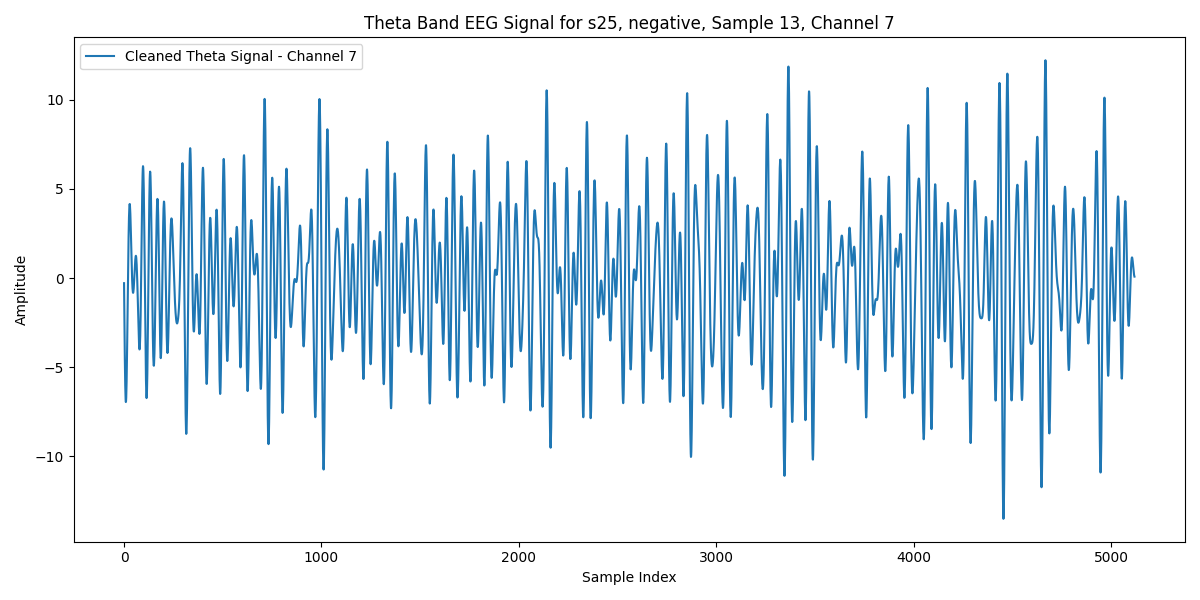 Theta Band EEG Signal for s25, negative, Sample 13, Channel 7
Cleaned Theta Signal - Channel 7
Amplitude
10
5
0
−5
−10
0 1000 2000 3000 4000 5000
Sample Index